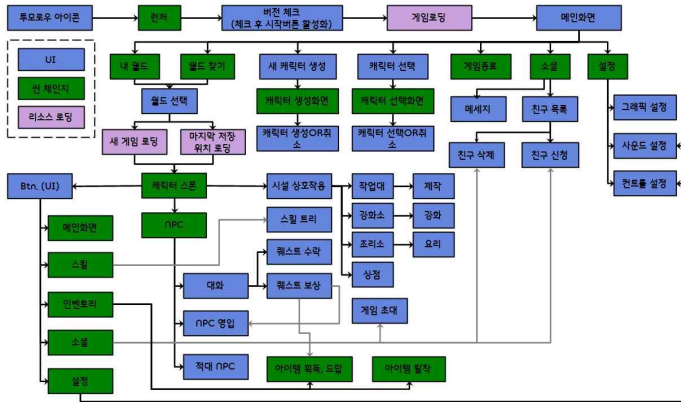 투모로우 아이콘
런처
버전 체크
(체크 후 시작버튼 활성화)
게임로딩
메인화면
UI
씬 체인지
리소스 로딩
내 월드
월드 찾기
새 캐릭터 생성
캐릭터 선택
게임종료
소셜
설정
월드 선택
캐릭터 생성화면
캐릭터 선택화면
메세지
친구 목록
그래픽 설정
새 게임 로딩
마지막 저장
위치 로딩
캐릭터 생성OR취
소
캐릭터 선택OR취
소
친구 삭제
친구 신청
사운드 설정
컨트롤 설정
Btn. (UI)
캐릭터 스폰
시설 상호작용
작업대
제작
메인화면
NPC
스킬 트리
강화소
강화
스킬
퀘스트 수락
조리소
요리
대화
퀘스트 보상
상점
인벤토리
NPC 영입
게임 초대
소셜
적대 NPC
아이템 획득, 드랍
아이템 탈착
설정